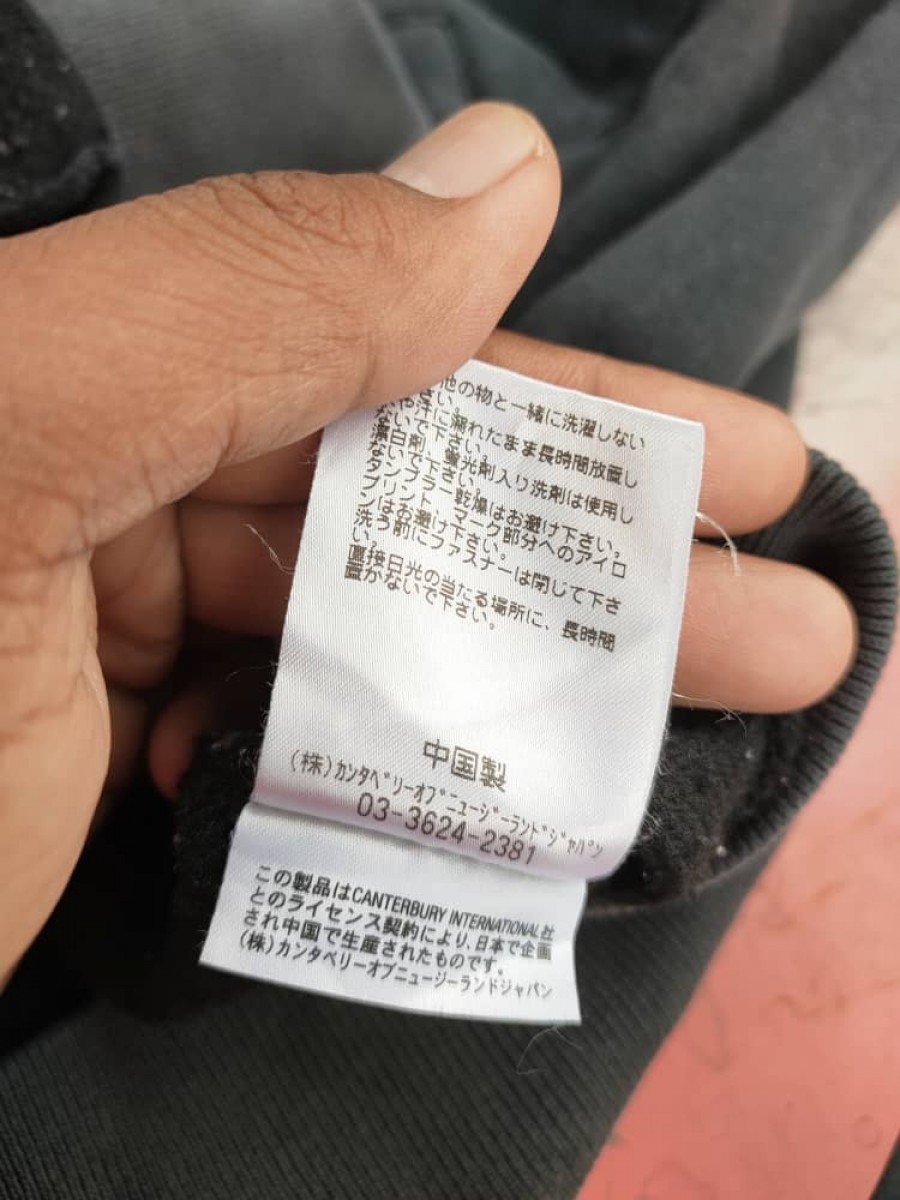 他の物と一緒に洗濯しない
さい。
や汗に濡れたまま長時間放置し
ないで下さい。
漂白剤、蛍光剤入り洗剤は使用し
ないで下さい。
タンブラー乾燥はお避け下さい。
プリント、マーク部分へのアイロ
ンはお避け下さい。
洗う前にファスナーは閉じて下さ
い。
直接日光の当たる場所に、長時間
置かないで下さい。
中国製
(株)カンタベリーオブニュージーランドジャパン
03-3624-2381
この製品はCANTERBURY INTERNATIONAL社
とのライセンス契約により、日本で企画
され中国で生産されたものです。
(株)カンタベリーオブニュージーランドジャパン